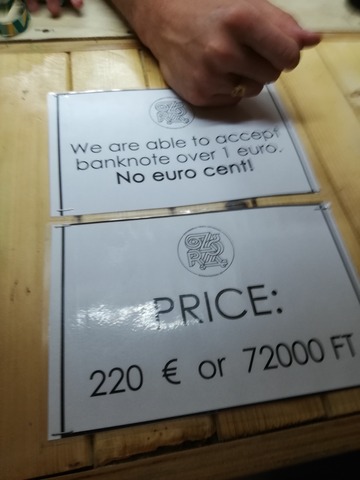 We are able to accept
banknote over 1 euro.
No euro cent!
PRICE:
220 € or 72000 FT